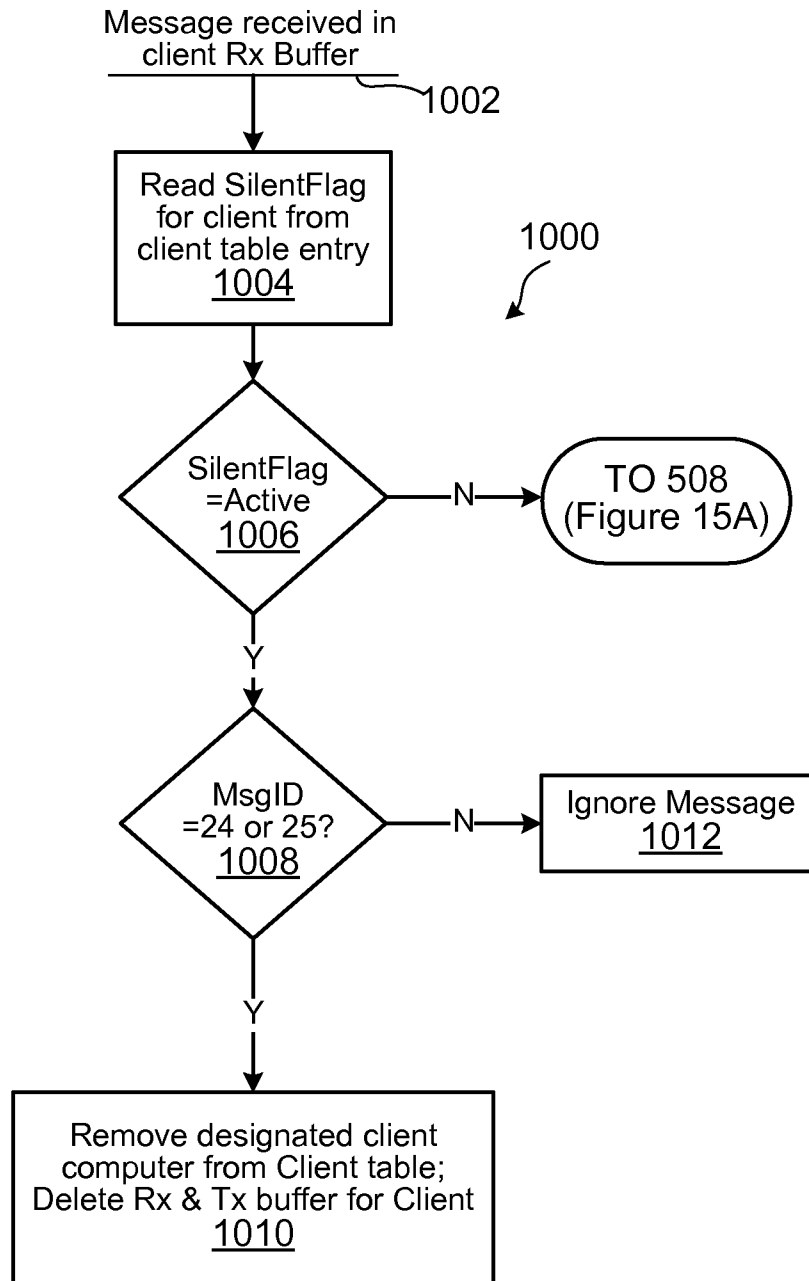 Message received in
client Rx Buffer
1002
Read SilentFlag
for client from
client table entry
1004
1000
SilentFlag
=Active
1006
N
TO 508
(Figure 15A)
Y
MsgID
=24 or 25?
1008
N
Ignore Message
1012
Y
Remove designated client
computer from Client table;
Delete Rx & Tx buffer for Client
1010